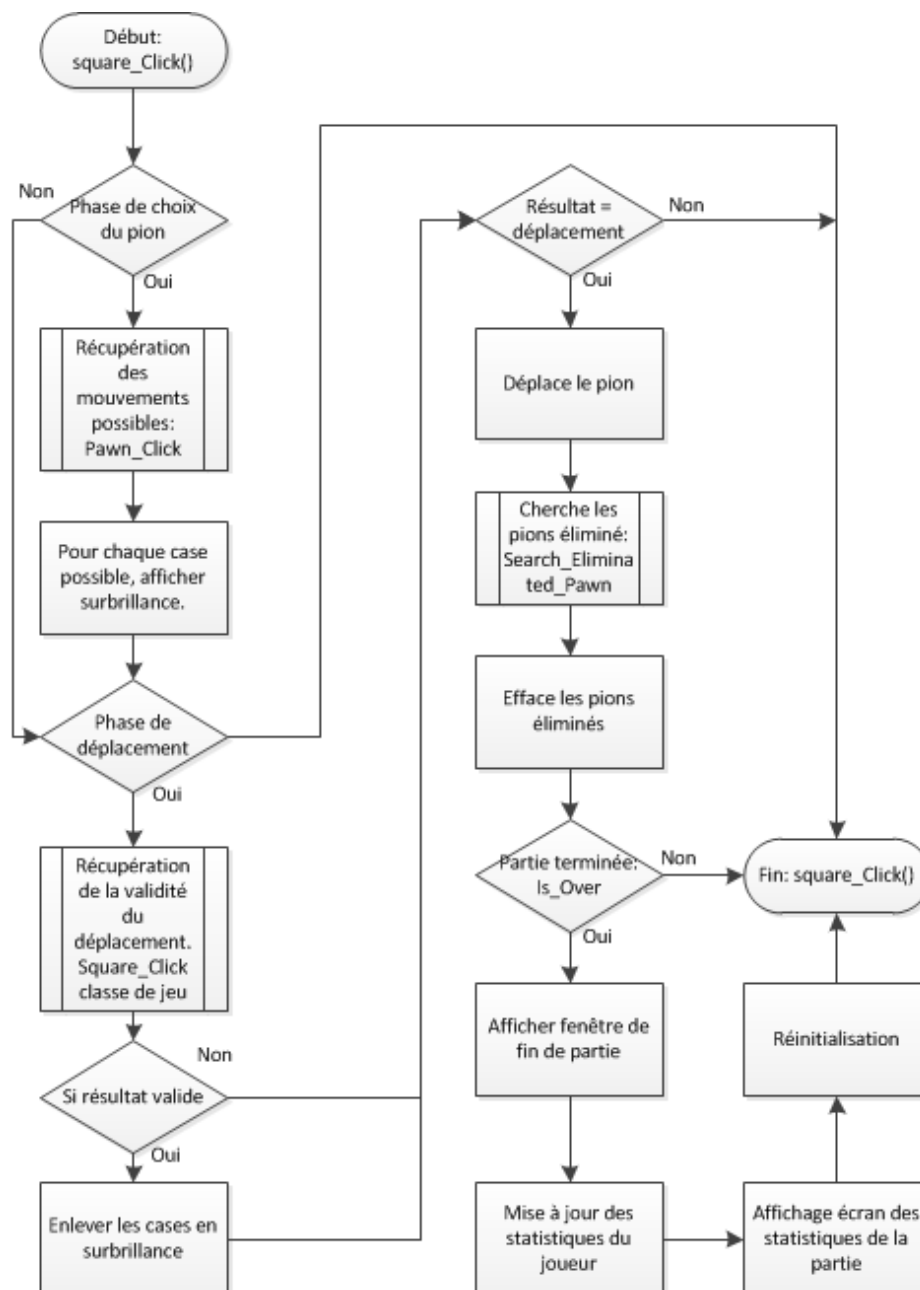 Début:
square_Click()
Non
Phase de choix
du pion
Oui
Récupération
des
mouvements
possibles:
Pawn_Click
Pour chaque case
possible, afficher
surbrillance.
Phase de
déplacement
Oui
Récupération
de la validité
du
déplacement.
Square_Click
classe de jeu
Non
Si résultat valide
Oui
Enlever les cases en
surbrillance
Résultat =
déplacement
Non
Oui
Déplace le pion
Cherche les
pions éliminé:
Search_Elimina
ted_Pawn
Efface les pions
éliminés
Partie terminée:
Is_Over
Non
Oui
Afficher fenêtre de
fin de partie
Mise à jour des
statistiques du
joueur
Fin: square_Click()
Réinitialisation
Affichage écran des
statistiques de la
partie